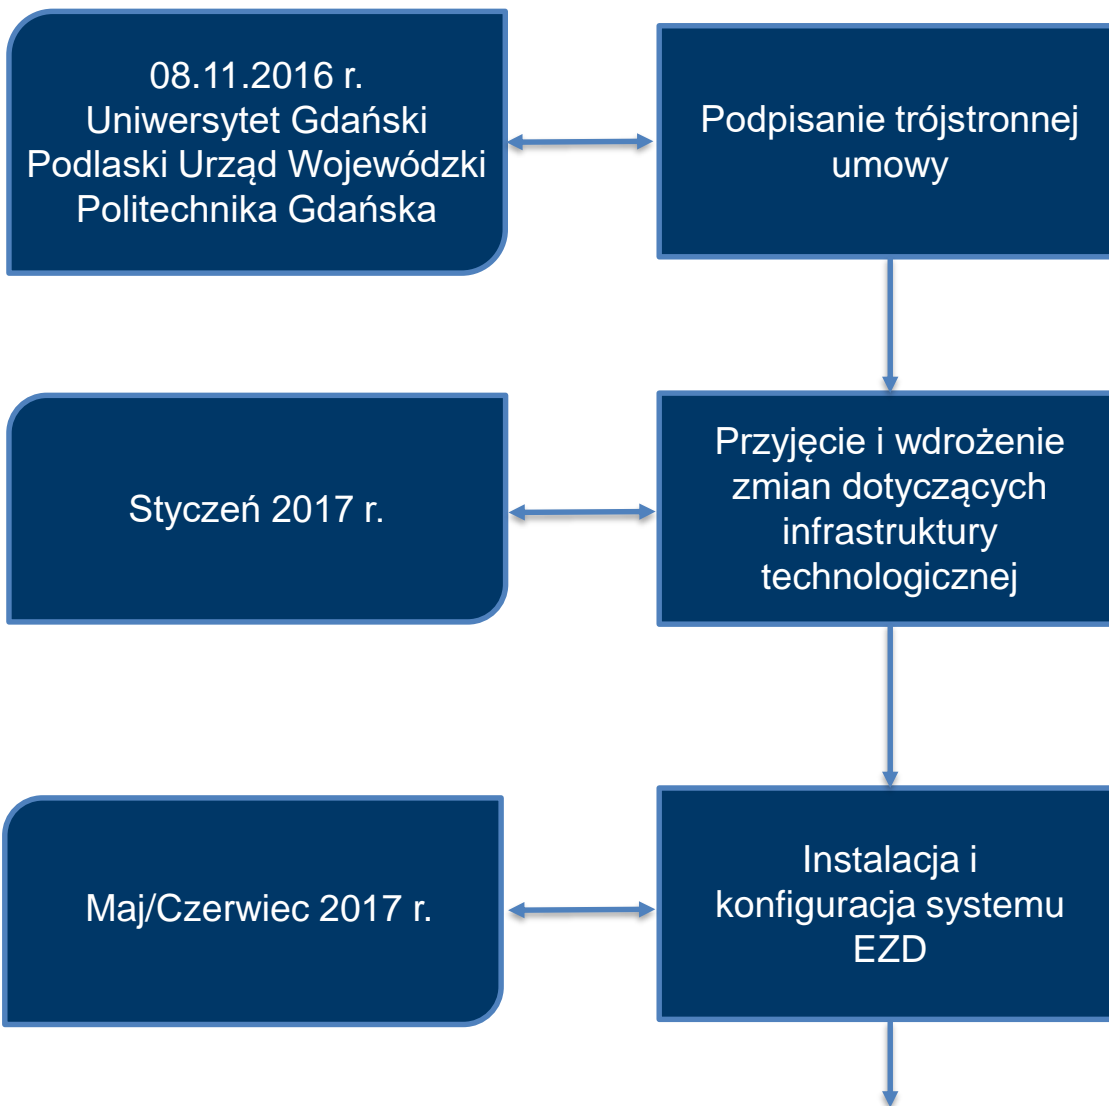 08.11.2016 r.
Uniwersytet Gdański
Podlaski Urząd Wojewódzki
Politechnika Gdańska
Podpisanie trójstronnej
umowy
Styczeń 2017 r.
Przyjęcie i wdrożenie
zmian dotyczących
infrastruktury
technologicznej
Maj/Czerwiec 2017 r.
Instalacja i
konfiguracja systemu
EZD